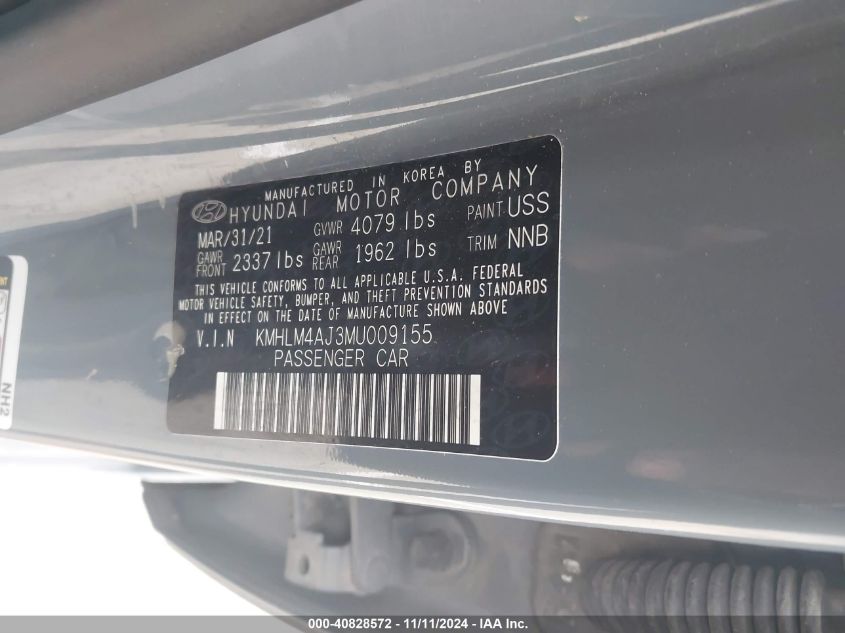 MANUFACTURED IN KOREA BY
HYUNDAI MOTOR COMPANY
MAR/31/21 GVWR 4079 lbs PAINT USS
GAWR FRONT 2337 lbs GAWR REAR 1962 lbs TRIM NNB
THIS VEHICLE CONFORMS TO ALL APPLICABLE U.S.A. FEDERAL
MOTOR VEHICLE SAFETY, BUMPER, AND THEFT PREVENTION STANDARDS
IN EFFECT ON THE DATE OF MANUFACTURE SHOWN ABOVE
V.I.N KMHLM4AJ3MU009155
PASSENGER CAR
NH2
000-40828572 - 11/11/2024 - IAA Inc.